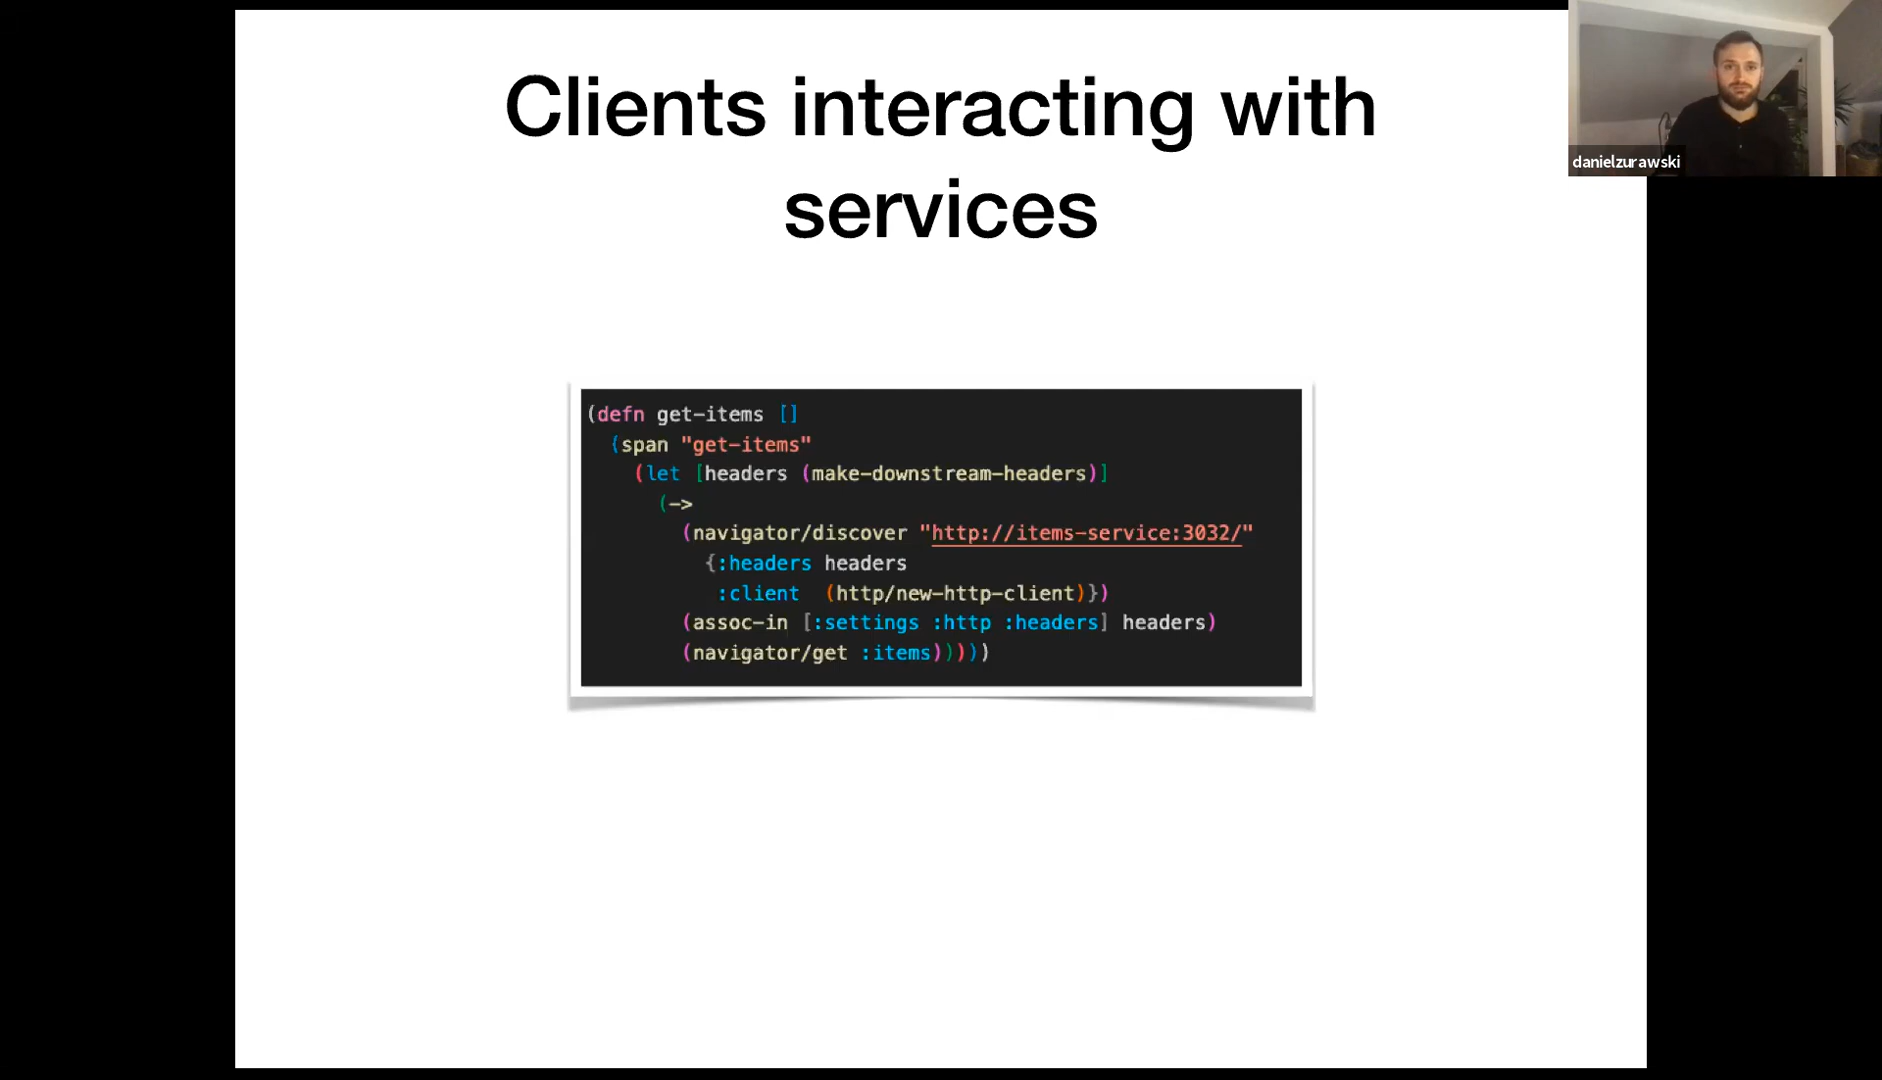 Clients interacting with
services
danielzurawski
(defn get-items []
  (span "get-items"
    (let [headers (make-downstream-headers)]
      (->
        (navigator/discover "http://items-service:3032/"
          {:headers headers
           :client  (http/new-http-client)})
        (assoc-in [:settings :http :headers] headers)
        (navigator/get :items)))))